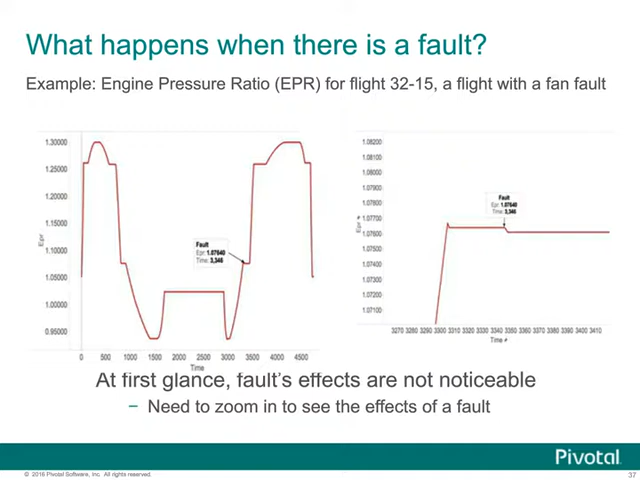 What happens when there is a fault?
Example: Engine Pressure Ratio (EPR) for flight 32-15, a flight with a fan fault
1.30000
1.25000
1.20000
1.15000
1.10000
1.05000
1.00000
0.95000
Epr
Fault
Epr: 1.07640
Time: 3,346
0 500 1000 1500 2000 2500 3000 3500 4000 4500
Time
1.08200
1.08100
1.08000
1.07900
1.07800
1.07700
1.07600
1.07500
1.07400
1.07300
1.07200
1.07100
Epr
Fault
Epr: 1.07640
Time: 3,346
3270 3280 3290 3300 3310 3320 3330 3340 3350 3360 3370 3380 3390 3400 3410
Time
At first glance, fault's effects are not noticeable
− Need to zoom in to see the effects of a fault
Pivotal
© 2016 Pivotal Software, Inc. All rights reserved.
37